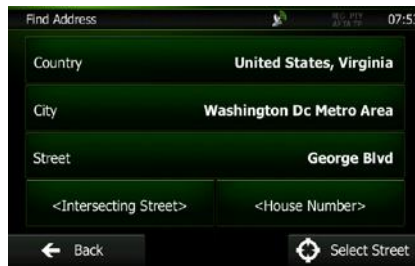 Find Address 07:53
Country United States, Virginia
City Washington Dc Metro Area
Street George Blvd
<Intersecting Street> <House Number>
Back Select Street